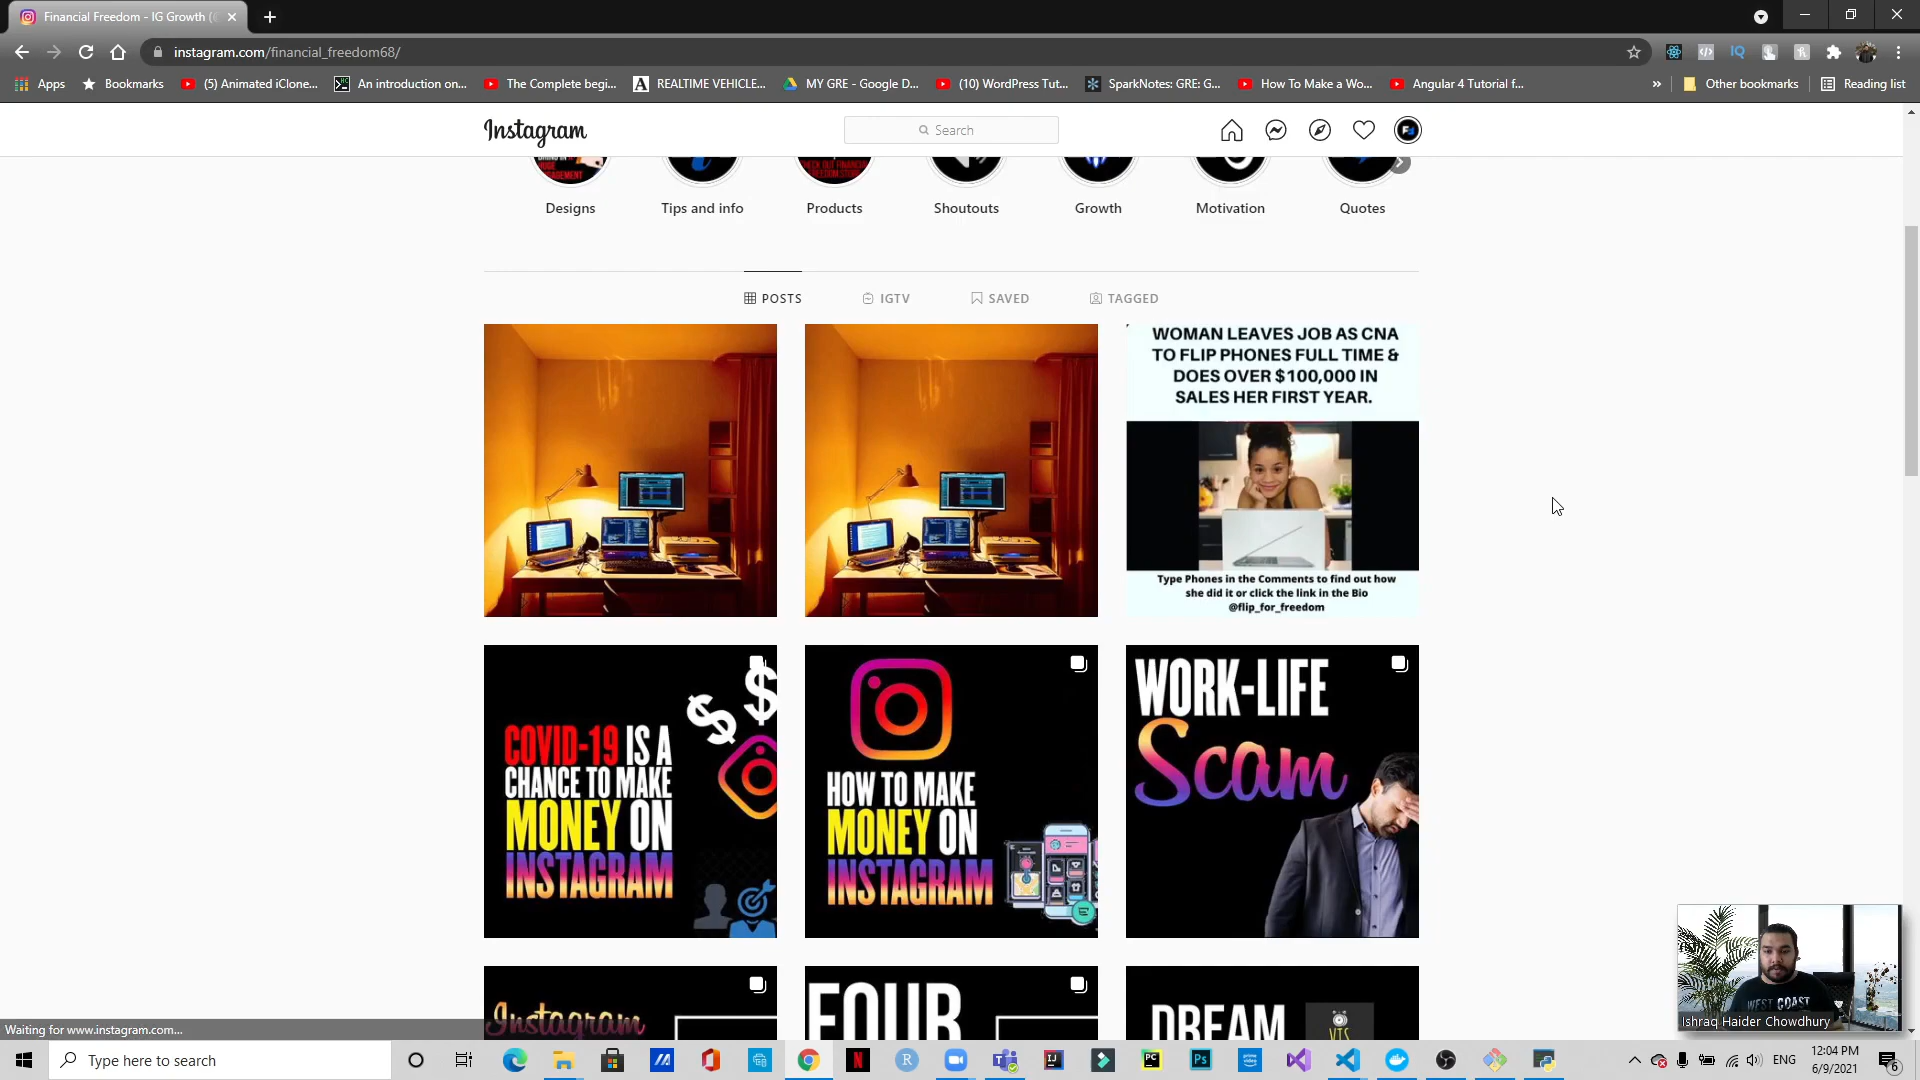 Financial Freedom - IG Growth (
instagram.com/financial_freedom68/
Apps
Bookmarks
(5) Animated iClone...
An introduction on...
The Complete begi...
REALTIME VEHICLE...
MY GRE - Google D...
(10) WordPress Tut...
SparkNotes: GRE: G...
How To Make a Wo...
Angular 4 Tutorial f...
»
Other bookmarks
Reading list
Instagram
Search
Designs
Tips and info
Products
Shoutouts
Growth
Motivation
Quotes
POSTS
IGTV
SAVED
TAGGED
WOMAN LEAVES JOB AS CNA
TO FLIP PHONES FULL TIME &
DOES OVER $100,000 IN
SALES HER FIRST YEAR.
Type Phones in the Comments to find out how
she did it or click the link in the Bio
@flip_for_freedom
COVID-19 IS A
CHANCE TO MAKE
MONEY ON
INSTAGRAM
HOW TO MAKE
MONEY ON
INSTAGRAM
WORK-LIFE
Scam
Instagram
FOUR
DREAM
WEST COAST
Ishraq Haider Chowdhury
Waiting for www.instagram.com...
Type here to search
ENG
12:04 PM
6/9/2021
6